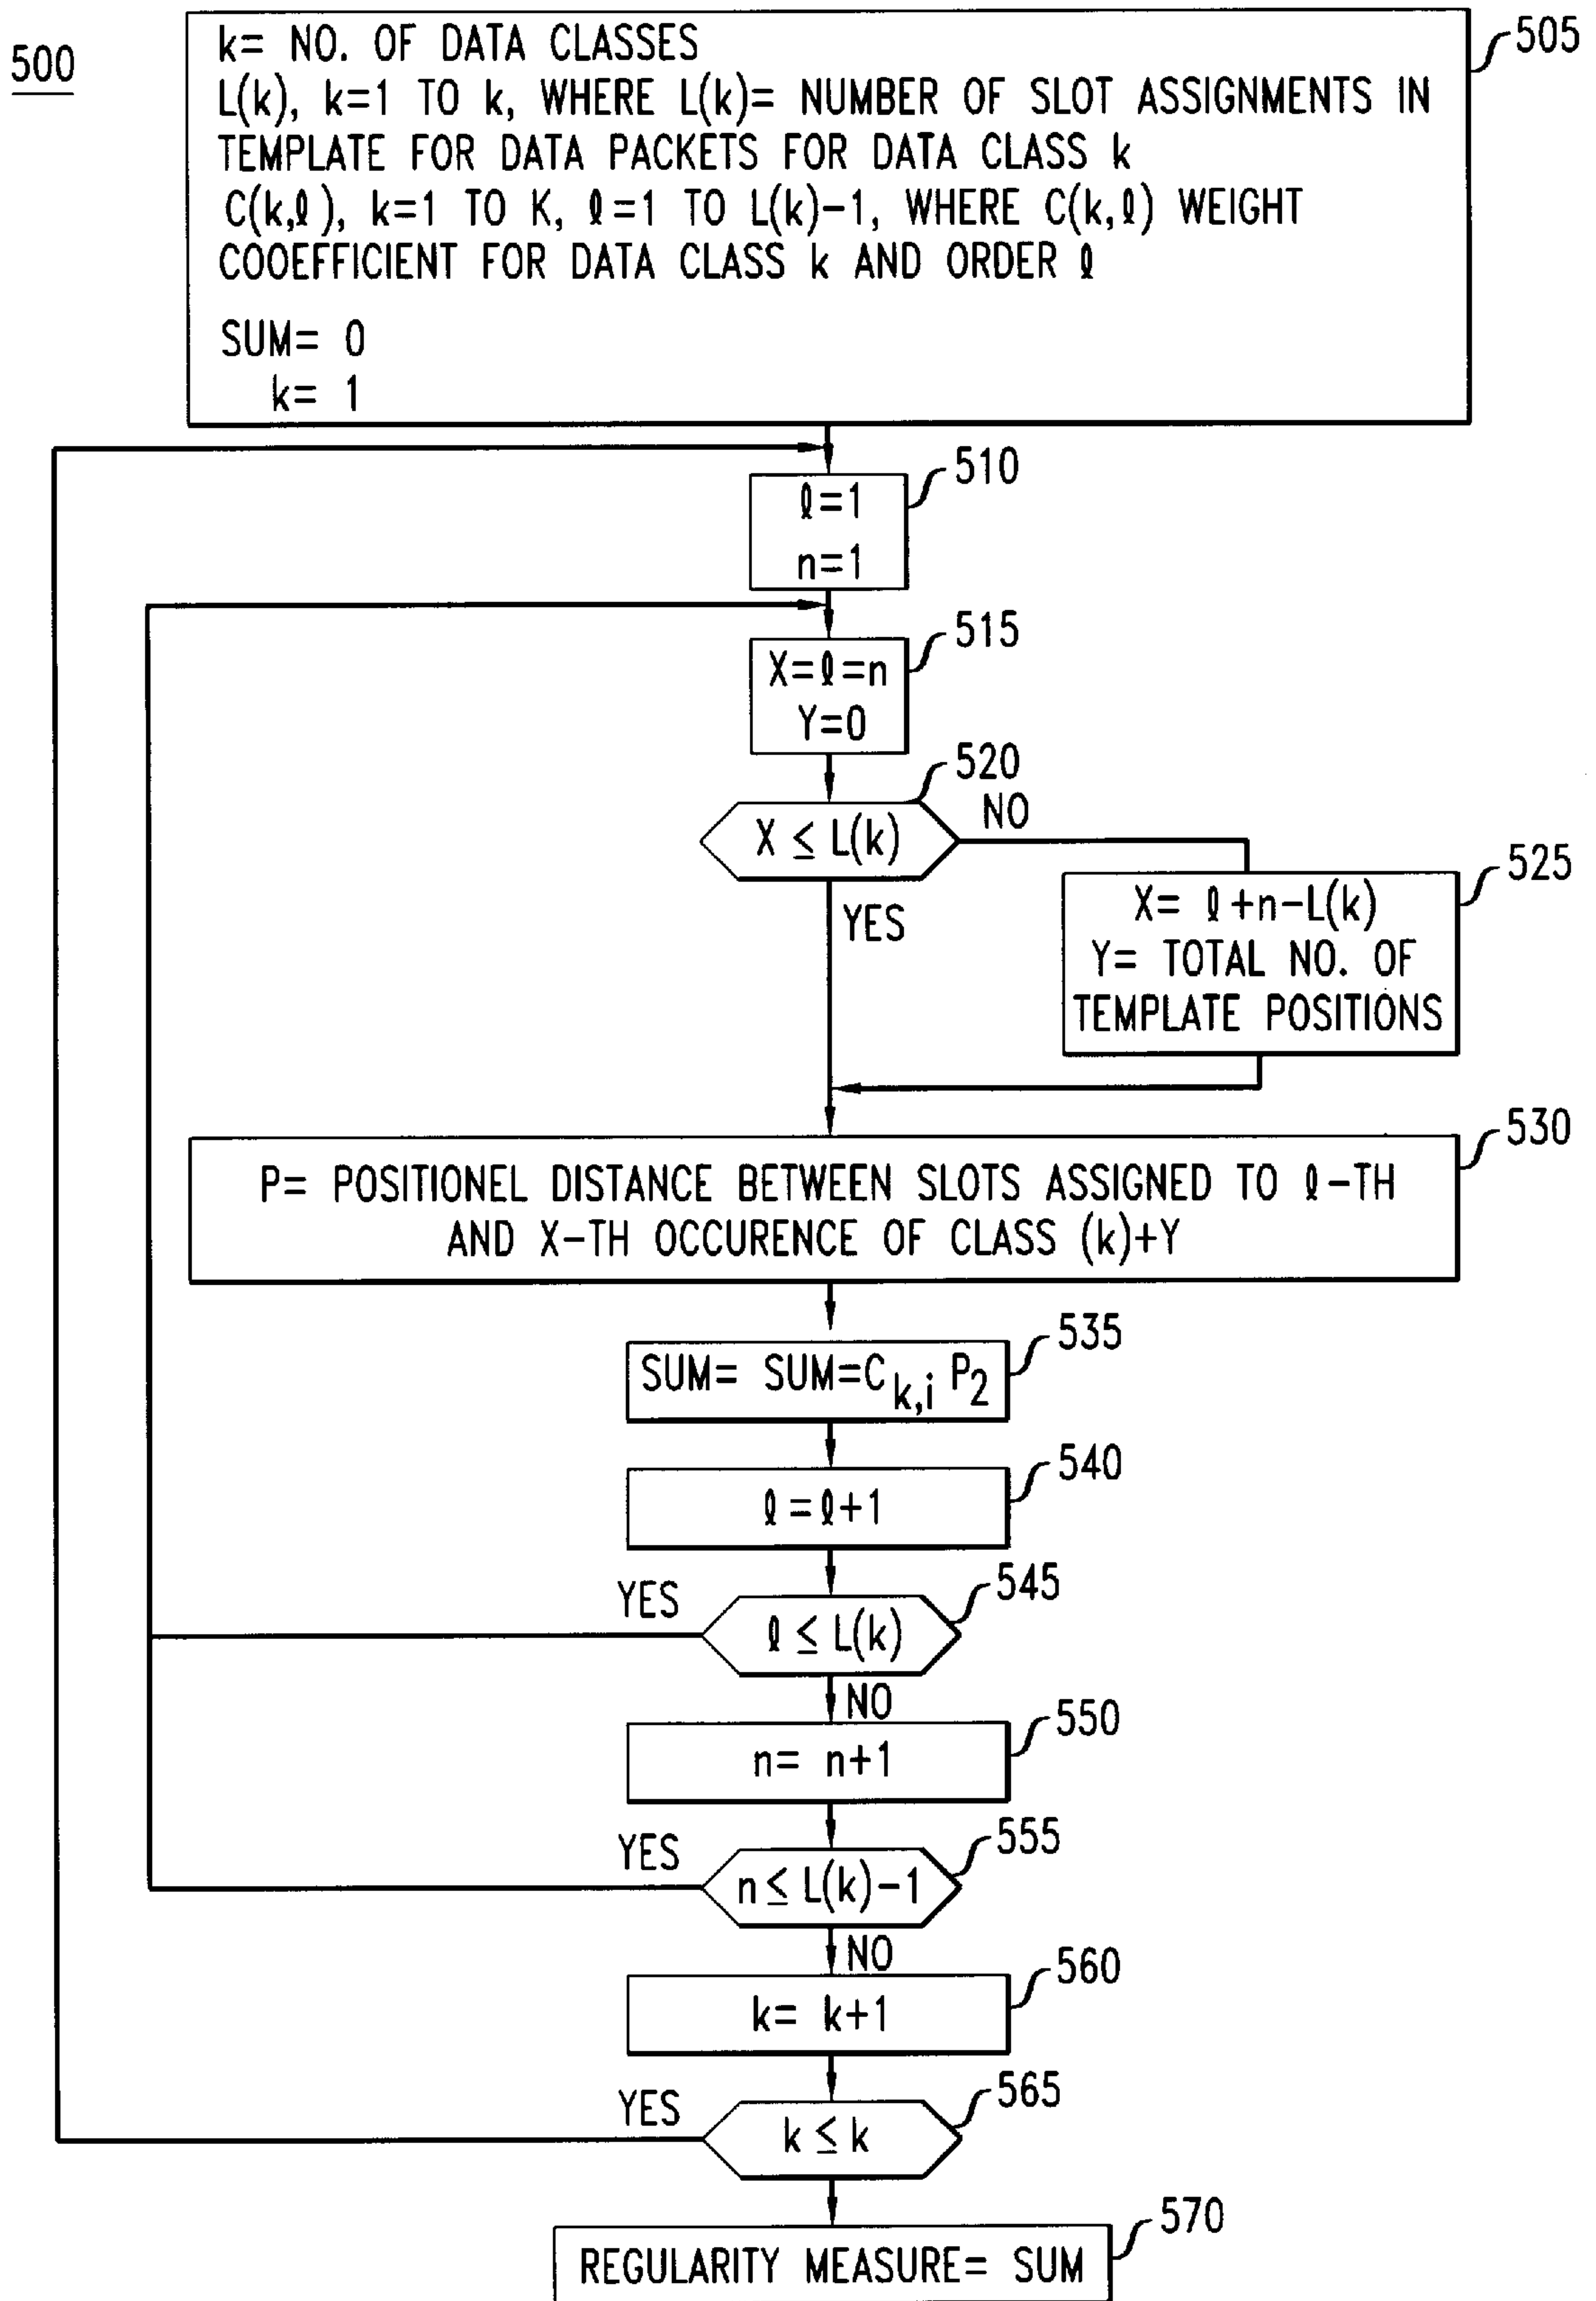 500
k= NO. OF DATA CLASSES
505
L(k), k=1 TO k, WHERE L(k)= NUMBER OF SLOT ASSIGNMENTS IN
TEMPLATE FOR DATA PACKETS FOR DATA CLASS k
C(k,ℓ), k=1 TO K, ℓ=1 TO L(k)-1, WHERE C(k,ℓ) WEIGHT
COOEFFICIENT FOR DATA CLASS k AND ORDER ℓ
SUM= 0
k= 1
510
ℓ=1
n=1
515
X=ℓ=n
Y=0
520
X ≤ L(k)
NO
YES
525
X= ℓ+n-L(k)
Y= TOTAL NO. OF
TEMPLATE POSITIONS
530
P= POSITIONEL DISTANCE BETWEEN SLOTS ASSIGNED TO ℓ-TH
AND X-TH OCCURENCE OF CLASS (k)+Y
535
SUM= SUM=C k,i P2
540
ℓ=ℓ+1
545
YES
ℓ ≤ L(k)
NO
550
n= n+1
555
YES
n ≤ L(k)-1
NO
560
k= k+1
565
YES
k ≤ k
570
REGULARITY MEASURE= SUM